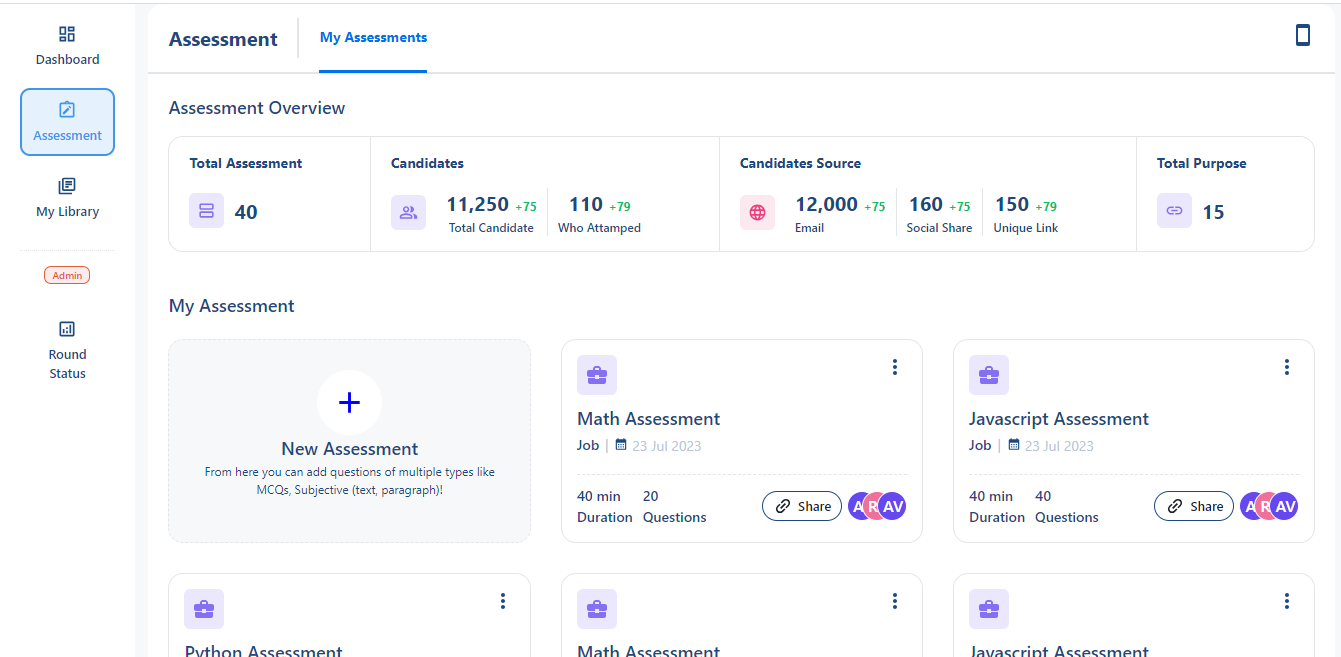 Dashboard
Assessment
My Library
Admin
Round
Status
Assessment
My Assessments
Assessment Overview
Total Assessment
40
Candidates
11,250 +75
Total Candidate
110 +79
Who Attamped
Candidates Source
12,000 +75
Email
160 +75
Social Share
150 +79
Unique Link
Total Purpose
15
My Assessment
New Assessment
From here you can add questions of multiple types like
MCQs, Subjective (text, paragraph)!
Math Assessment
Job | 23 Jul 2023
40 min
Duration
20
Questions
Share
A R AV
Javascript Assessment
Job | 23 Jul 2023
40 min
Duration
40
Questions
Share
A R AV
Python Assessment
Math Assessment
Javascript Assessment